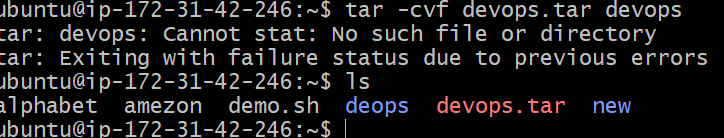 ubuntu@ip-172-31-42-246:~$ tar -cvf devops.tar devops
tar: devops: Cannot stat: No such file or directory
tar: Exiting with failure status due to previous errors
ubuntu@ip-172-31-42-246:~$ ls
alphabet amezon demo.sh deops devops.tar new
ubuntu@ip-172-31-42-246:~$